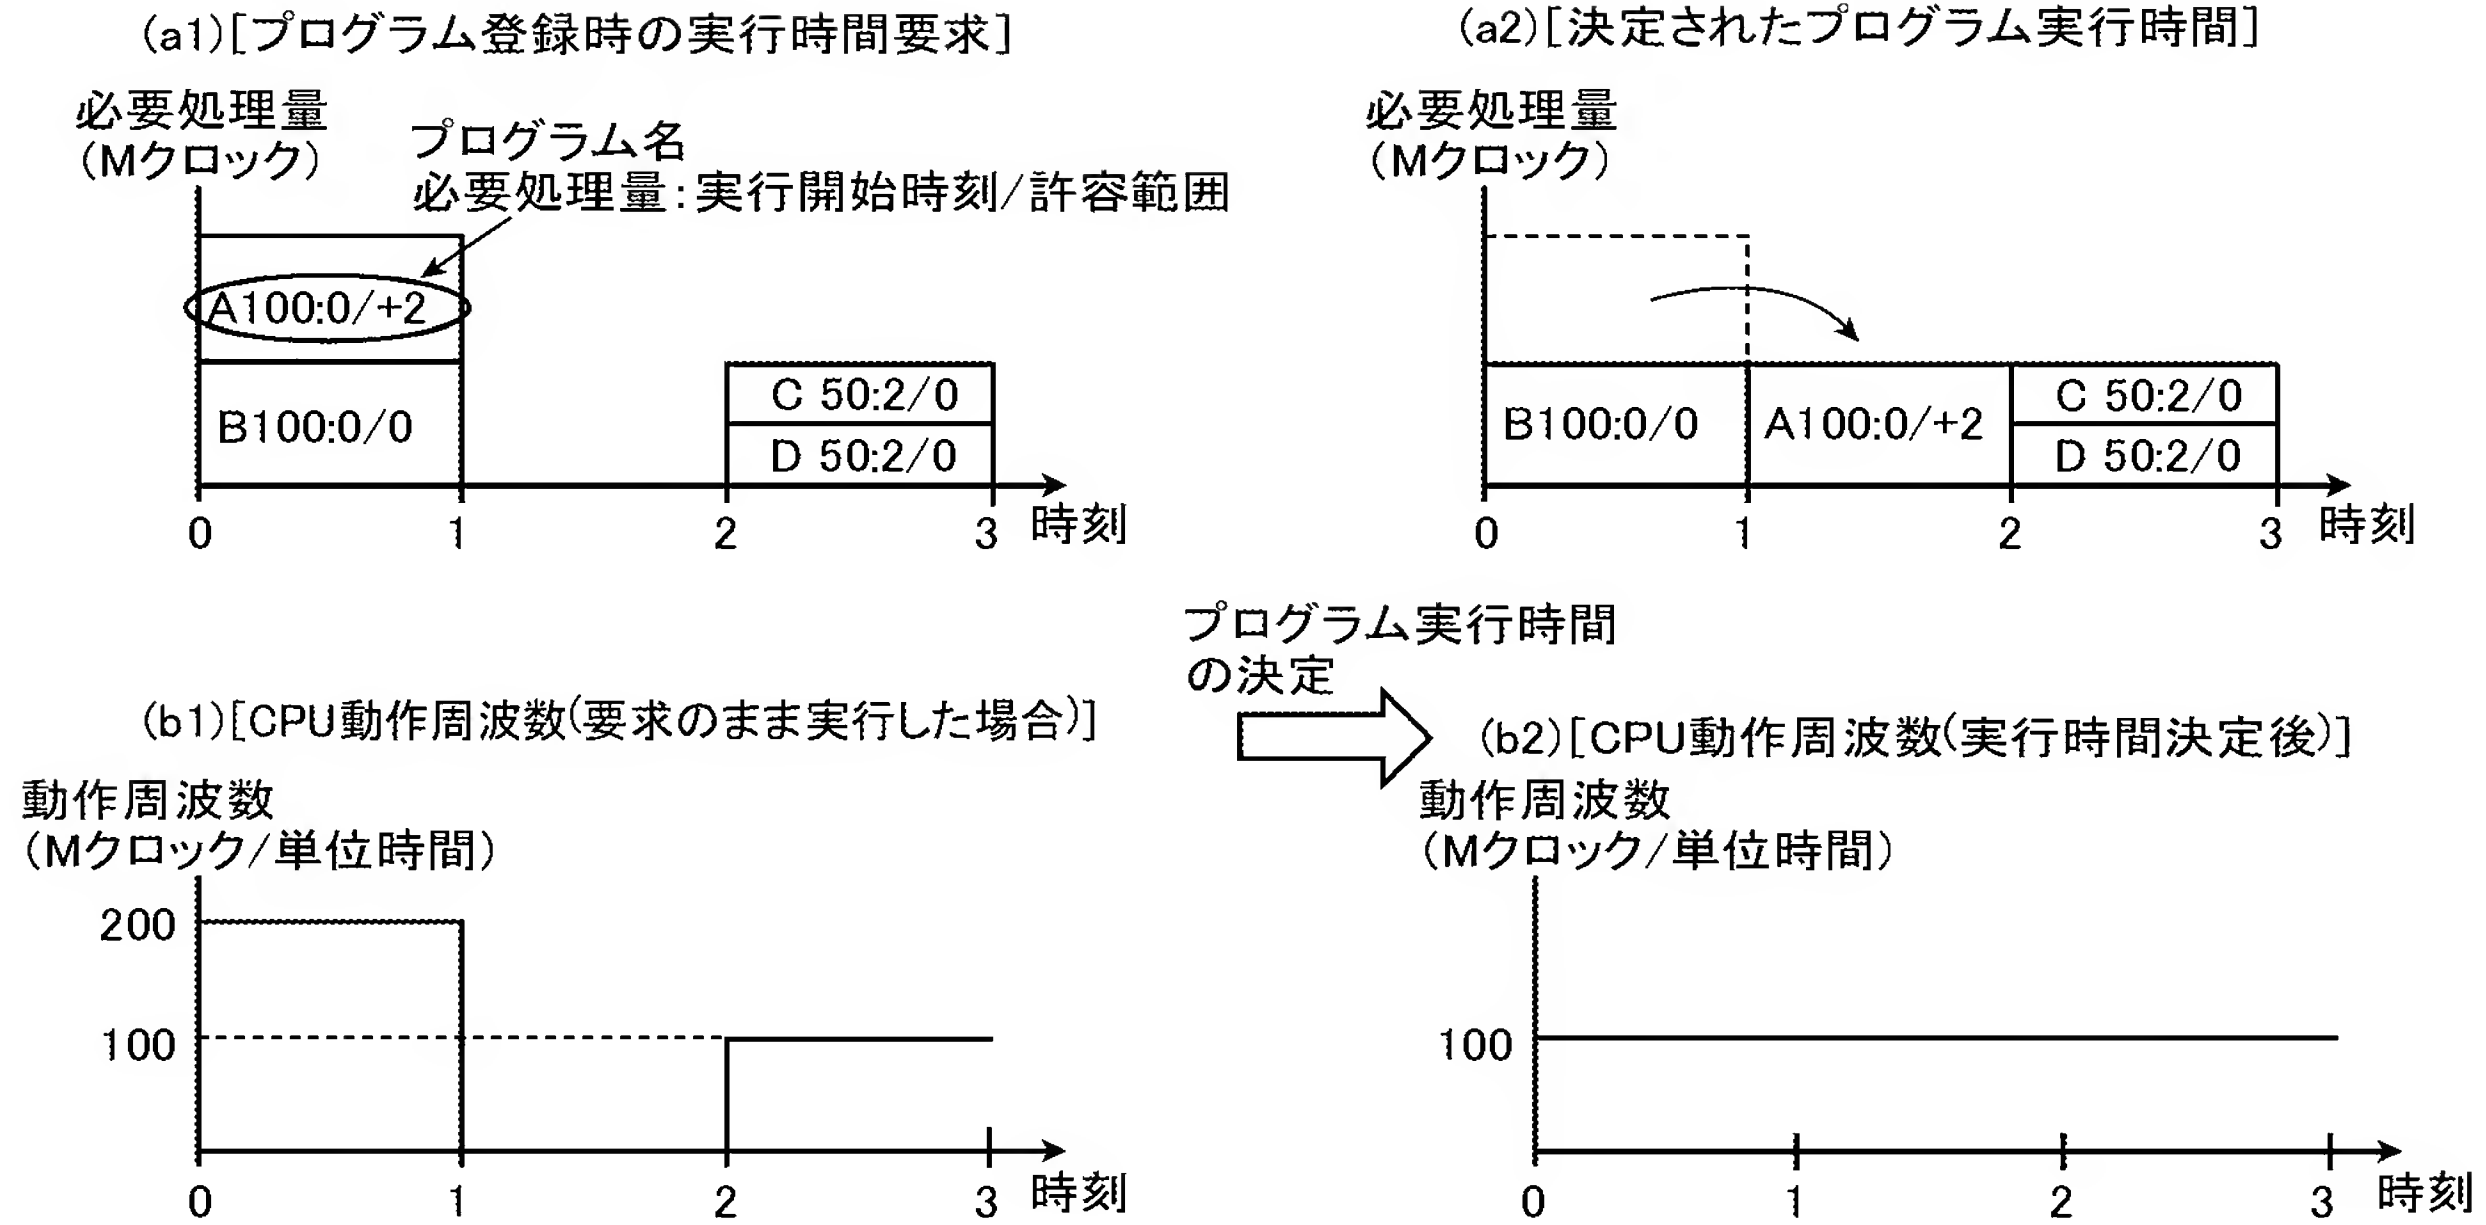 (a1)[プログラム登録時の実行時間要求]
必要処理量
(Mクロック)
プログラム名
必要処理量:実行開始時刻/許容範囲
A100:0/+2
B100:0/0
C 50:2/0
D 50:2/0
0 1 2 3 時刻
(a2)[決定されたプログラム実行時間]
必要処理量
(Mクロック)
B100:0/0 A100:0/+2
C 50:2/0
D 50:2/0
0 1 2 3 時刻
プログラム実行時間
の決定
(b1)[CPU動作周波数(要求のまま実行した場合)]
動作周波数
(Mクロック/単位時間)
200
100
0 1 2 3 時刻
(b2)[CPU動作周波数(実行時間決定後)]
動作周波数
(Mクロック/単位時間)
100
0 1 2 3 時刻